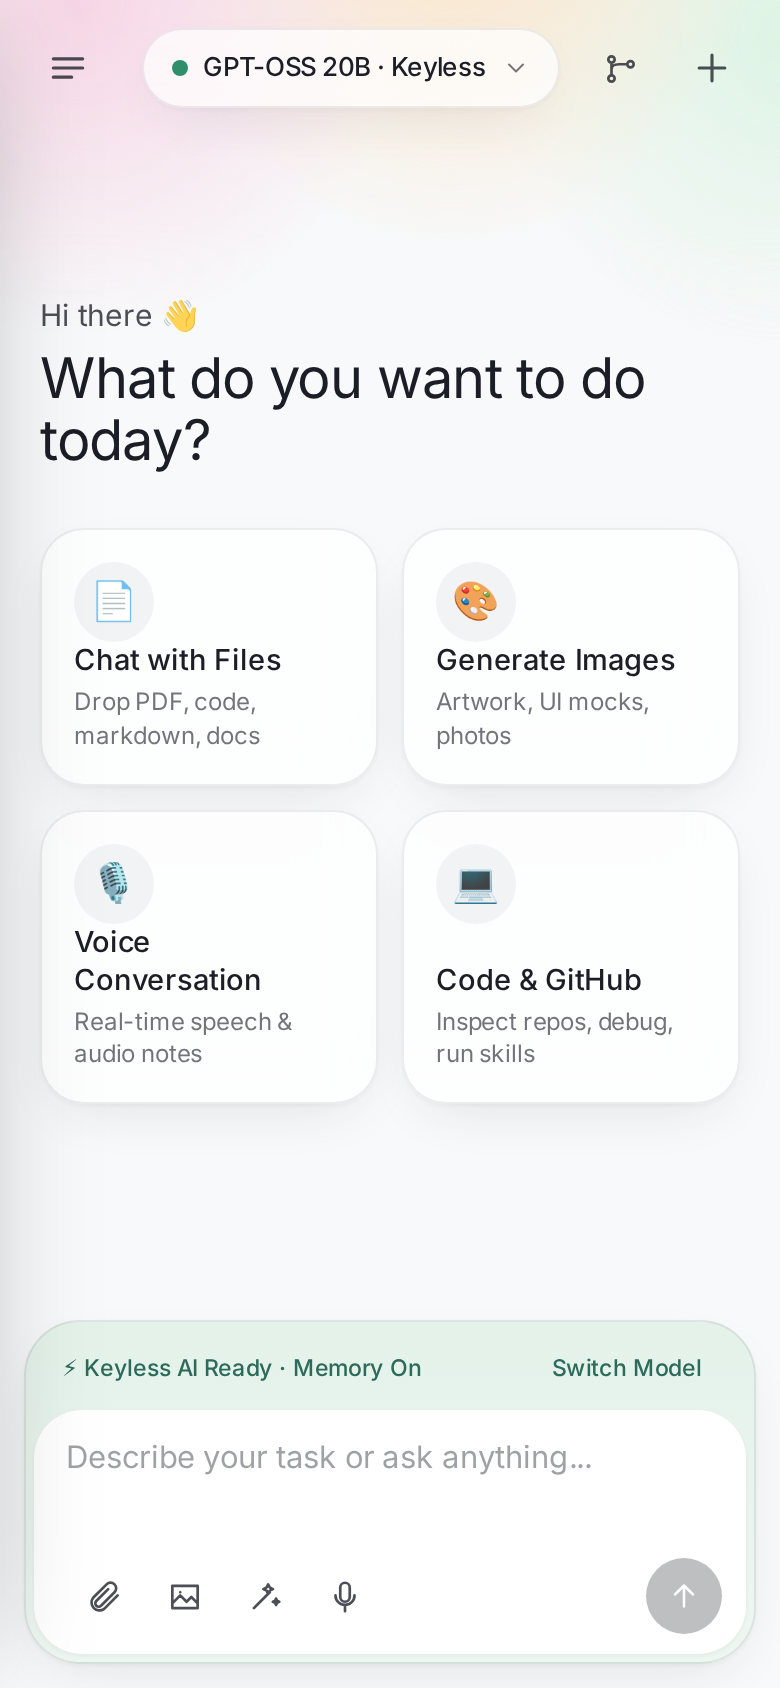 GPT-OSS 20B · Keyless
Hi there 👋
What do you want to do
today?
Chat with Files
Drop PDF, code,
markdown, docs
Generate Images
Artwork, UI mocks,
photos
Voice
Conversation
Real-time speech &
audio notes
Code & GitHub
Inspect repos, debug,
run skills
⚡ Keyless AI Ready · Memory On
Switch Model
Describe your task or ask anything...